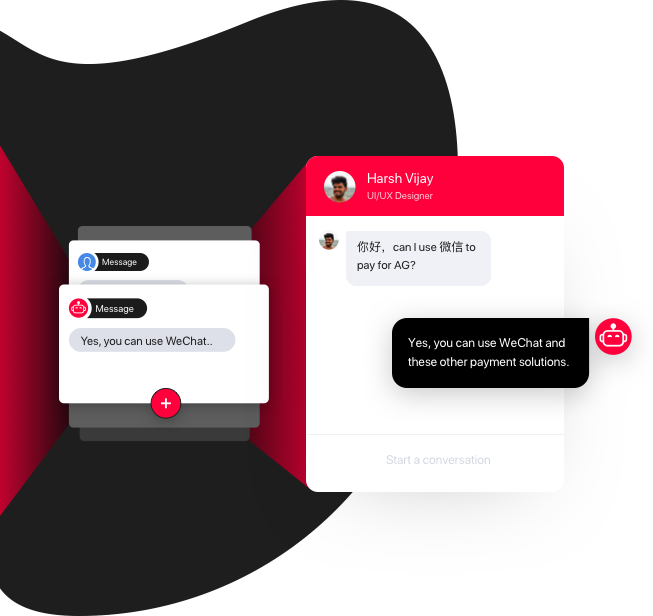 Harsh Vijay
UI/UX Designer
你好，can I use 微信 to
pay for AG?
Message
Message
Yes, you can use WeChat..
Yes, you can use WeChat and
these other payment solutions.
Start a conversation